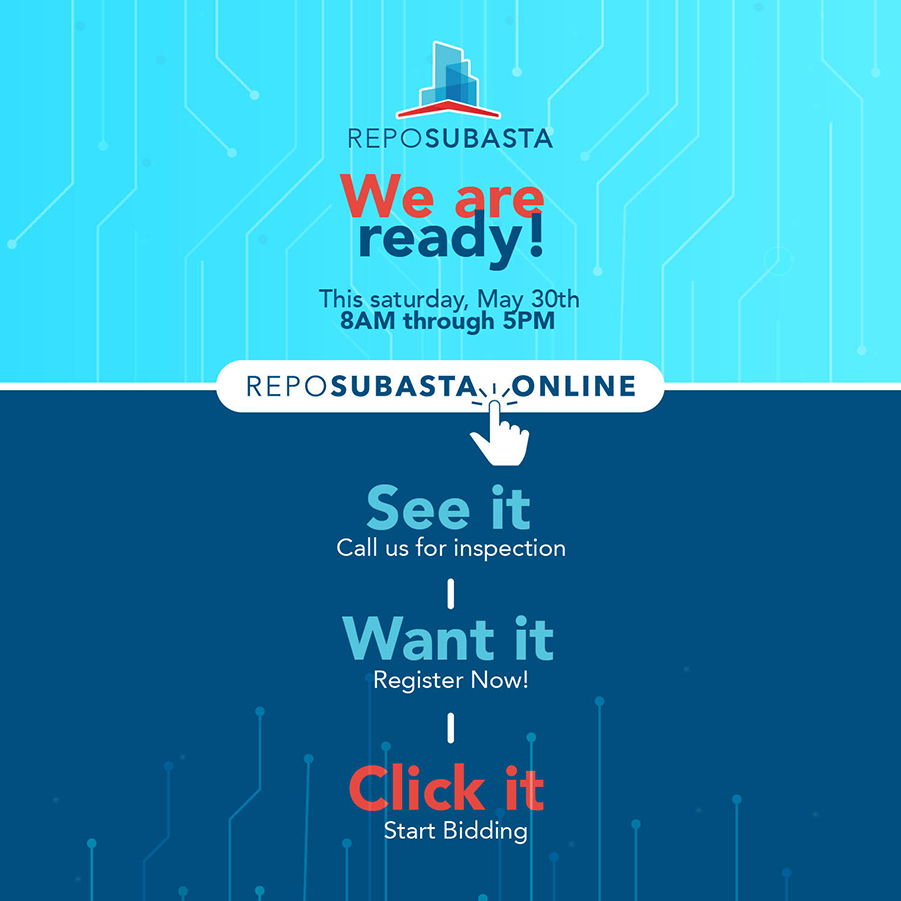 REPOSUBASTA
We are
ready!
This saturday, May 30th
8AM through 5PM
REPOSUBASTA ONLINE
See it
Call us for inspection
Want it
Register Now!
Click it
Start Bidding